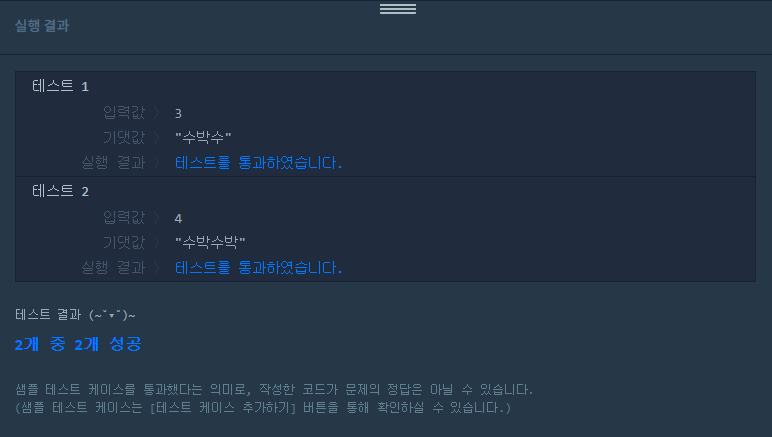 실행 결과
테스트 1
입력값 〉 3
기댓값 〉 "수박수"
실행 결과 〉 테스트를 통과하였습니다.
테스트 2
입력값 〉 4
기댓값 〉 "수박수박"
실행 결과 〉 테스트를 통과하였습니다.
테스트 결과 (~˘▾˘)~
2개 중 2개 성공
샘플 테스트 케이스를 통과했다는 의미로, 작성한 코드가 문제의 정답은 아닐 수 있습니다.
(샘플 테스트 케이스는 [테스트 케이스 추가하기] 버튼을 통해 확인하실 수 있습니다.)